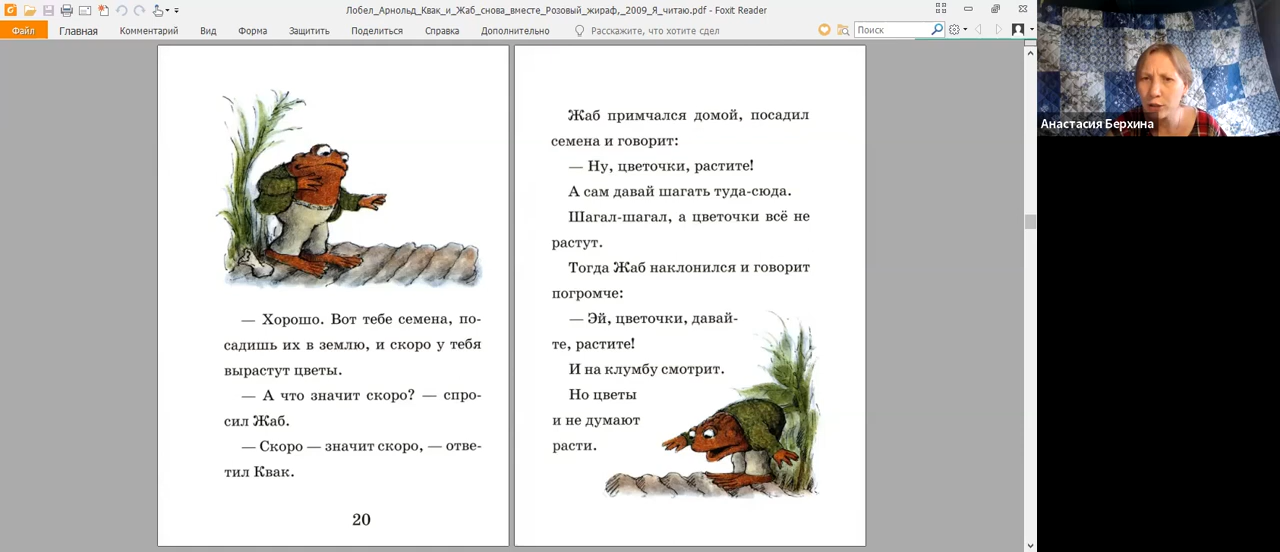 Лобел_Арнольд_Квак_и_Жаб_снова_вместе_Розовый_жираф,_2009_Я_читаю.pdf - Foxit Reader
Файл Главная Комментарий Вид Форма Защитить Поделиться Справка Дополнительно Расскажите, что хотите сдел Поиск
Анастасия Берхина
— Хорошо. Вот тебе семена, по-
садишь их в землю, и скоро у тебя
вырастут цветы.
— А что значит скоро? — спро-
сил Жаб.
— Скоро — значит скоро, — отве-
тил Квак.
20
Жаб примчался домой, посадил
семена и говорит:
— Ну, цветочки, растите!
А сам давай шагать туда-сюда.
Шагал-шагал, а цветочки всё не
растут.
Тогда Жаб наклонился и говорит
погромче:
— Эй, цветочки, давай-
те, растите!
И на клумбу смотрит.
Но цветы
и не думают
расти.